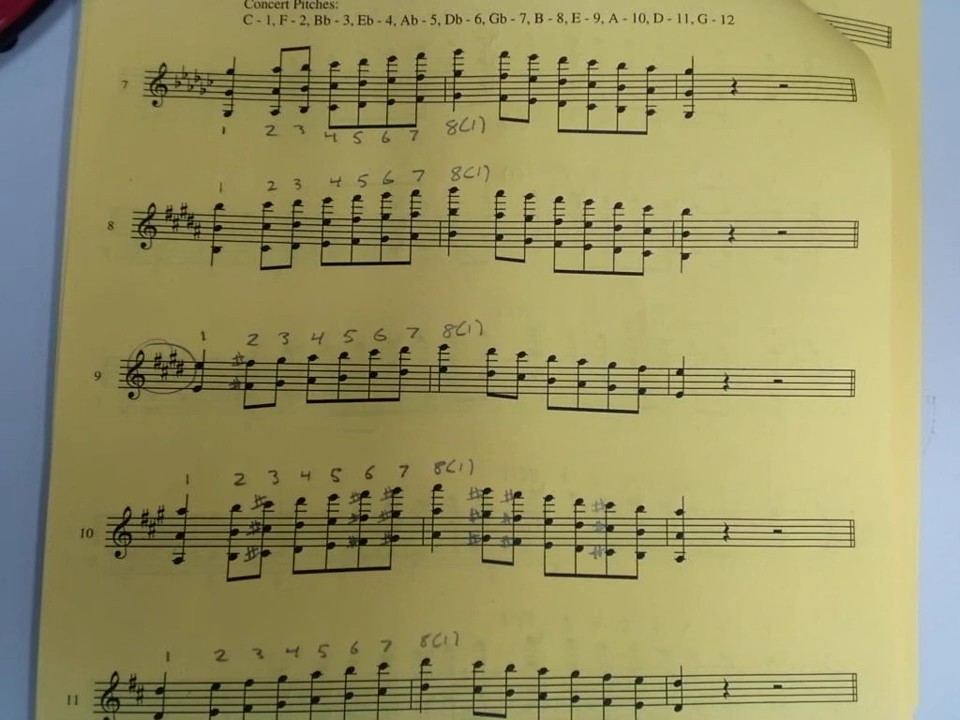 Concert Pitches:
C - 1, F - 2, Bb - 3, Eb - 4, Ab - 5, Db - 6, Gb - 7, B - 8, E - 9, A - 10, D - 11, G - 12
7
1 2 3 4 5 6 7 8(1)
1 2 3 4 5 6 7 8(1)
8
1 2 3 4 5 6 7 8(1)
9
1 2 3 4 5 6 7 8(1)
10
1 2 3 4 5 6 7 8(1)
11